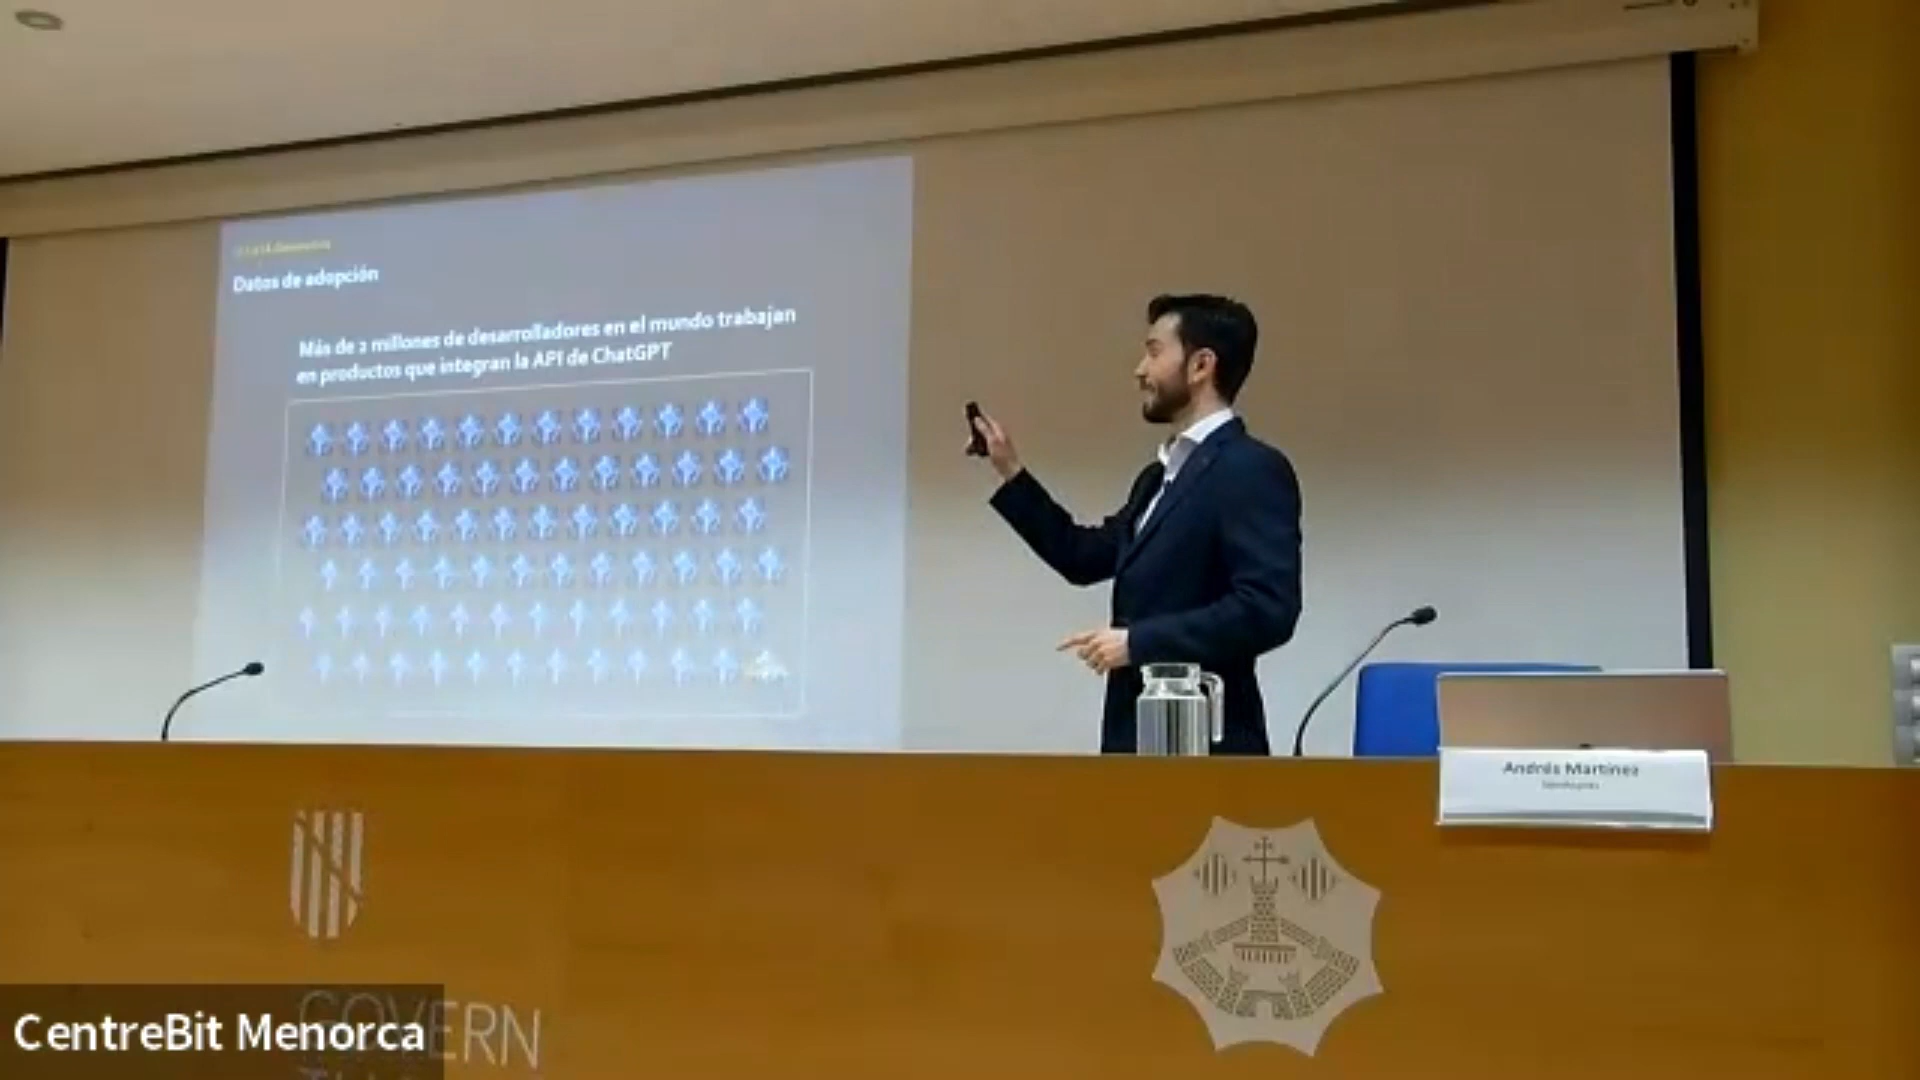 Datos de adopción
Más de 2 millones de desarrolladores en el mundo trabajan
en productos que integran la API de ChatGPT
Andrés Martínez
GOVERN
CentreBit Menorca